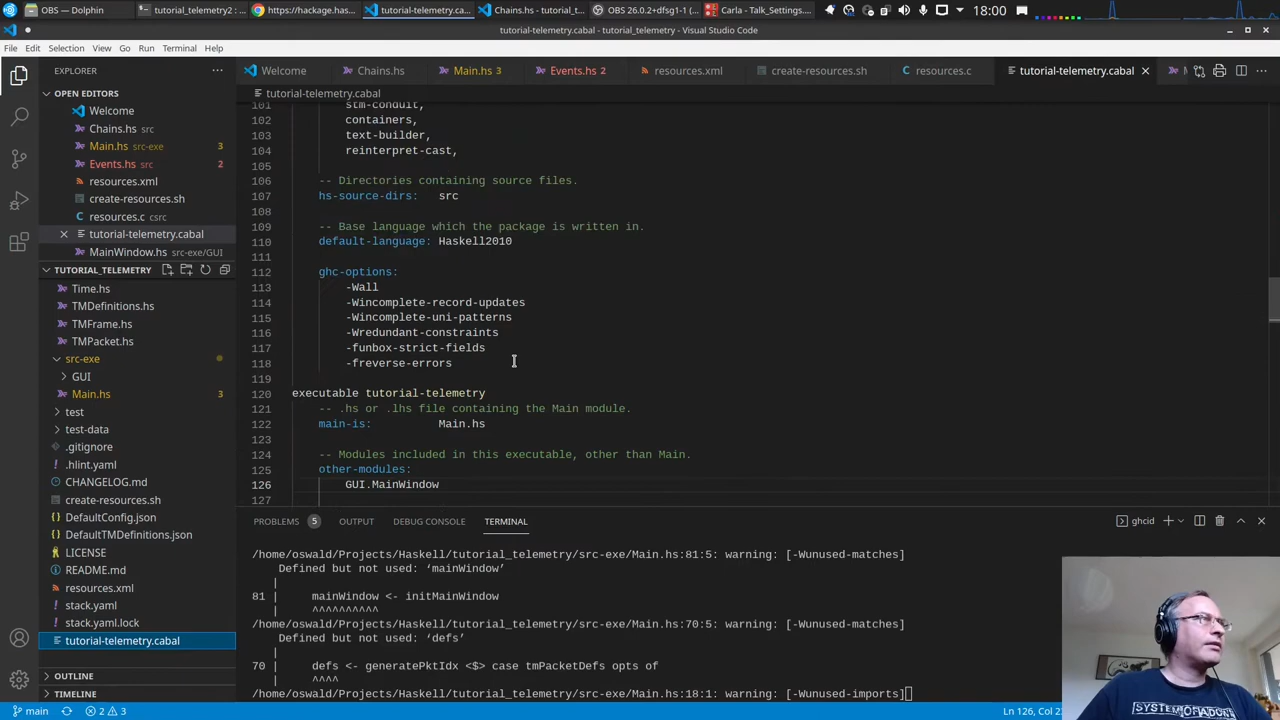 OBS — Dolphin
tutorial_telemetry2 :
https://hackage.has
tutorial-telemetry.ca
Chains.hs - tutorial_t
OBS 26.0.2+dfsg1-1 (
Carla - Talk_Settings.
18:00
tutorial-telemetry.cabal - tutorial_telemetry - Visual Studio Code
File Edit Selection View Go Run Terminal Help
EXPLORER
OPEN EDITORS
Welcome
Chains.hs src
Main.hs src-exe 3
Events.hs src 2
resources.xml
create-resources.sh
resources.c csrc
tutorial-telemetry.cabal
MainWindow.hs src-exe/GUI
TUTORIAL_TELEMETRY
Time.hs
TMDefinitions.hs
TMFrame.hs
TMPacket.hs
src-exe
GUI
Main.hs 3
test
test-data
.gitignore
.hlint.yaml
CHANGELOG.md
create-resources.sh
DefaultConfig.json
DefaultTMDefinitions.json
LICENSE
README.md
resources.xml
stack.yaml
stack.yaml.lock
tutorial-telemetry.cabal
OUTLINE
TIMELINE
Welcome Chains.hs Main.hs 3 Events.hs 2 resources.xml create-resources.sh resources.c tutorial-telemetry.cabal
tutorial-telemetry.cabal
101 stm-conduit,
102 containers,
103 text-builder,
104 reinterpret-cast,
105
106 -- Directories containing source files.
107 hs-source-dirs: src
108
109 -- Base language which the package is written in.
110 default-language: Haskell2010
111
112 ghc-options:
113 -Wall
114 -Wincomplete-record-updates
115 -Wincomplete-uni-patterns
116 -Wredundant-constraints
117 -funbox-strict-fields
118 -freverse-errors
119
120 executable tutorial-telemetry
121 -- .hs or .lhs file containing the Main module.
122 main-is: Main.hs
123
124 -- Modules included in this executable, other than Main.
125 other-modules:
126 GUI.MainWindow
127
PROBLEMS 5 OUTPUT DEBUG CONSOLE TERMINAL
ghcid
/home/oswald/Projects/Haskell/tutorial_telemetry/src-exe/Main.hs:81:5: warning: [-Wunused-matches]
Defined but not used: ‘mainWindow’
|
81 | mainWindow <- initMainWindow
| ^^^^^^^^^^
/home/oswald/Projects/Haskell/tutorial_telemetry/src-exe/Main.hs:70:5: warning: [-Wunused-matches]
Defined but not used: ‘defs’
|
70 | defs <- generatePktIdx <$> case tmPacketDefs opts of
| ^^^^
/home/oswald/Projects/Haskell/tutorial_telemetry/src-exe/Main.hs:18:1: warning: [-Wunused-imports]
main 2 3
Ln 126, Col 2